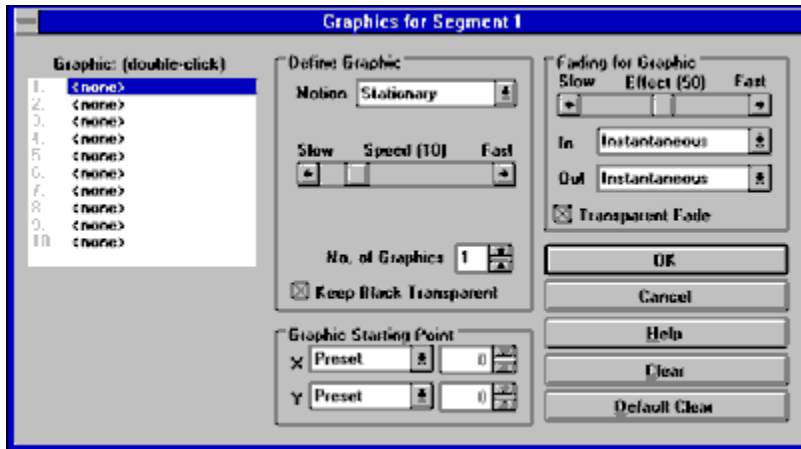 Graphics for Segment 1
Graphic: (double-click)
1. <none>
2. <none>
3. <none>
4. <none>
5. <none>
6. <none>
7. <none>
8. <none>
9. <none>
10. <none>
Define Graphic
Motion Stationary
Slow Speed (10) Fast
No. of Graphics 1
Keep Black Transparent
Graphic Starting Point
X Preset 0
Y Preset 0
Fading for Graphic
Slow Effect (50) Fast
In Instantaneous
Out Instantaneous
Transparent Fade
OK
Cancel
Help
Clear
Default Clear